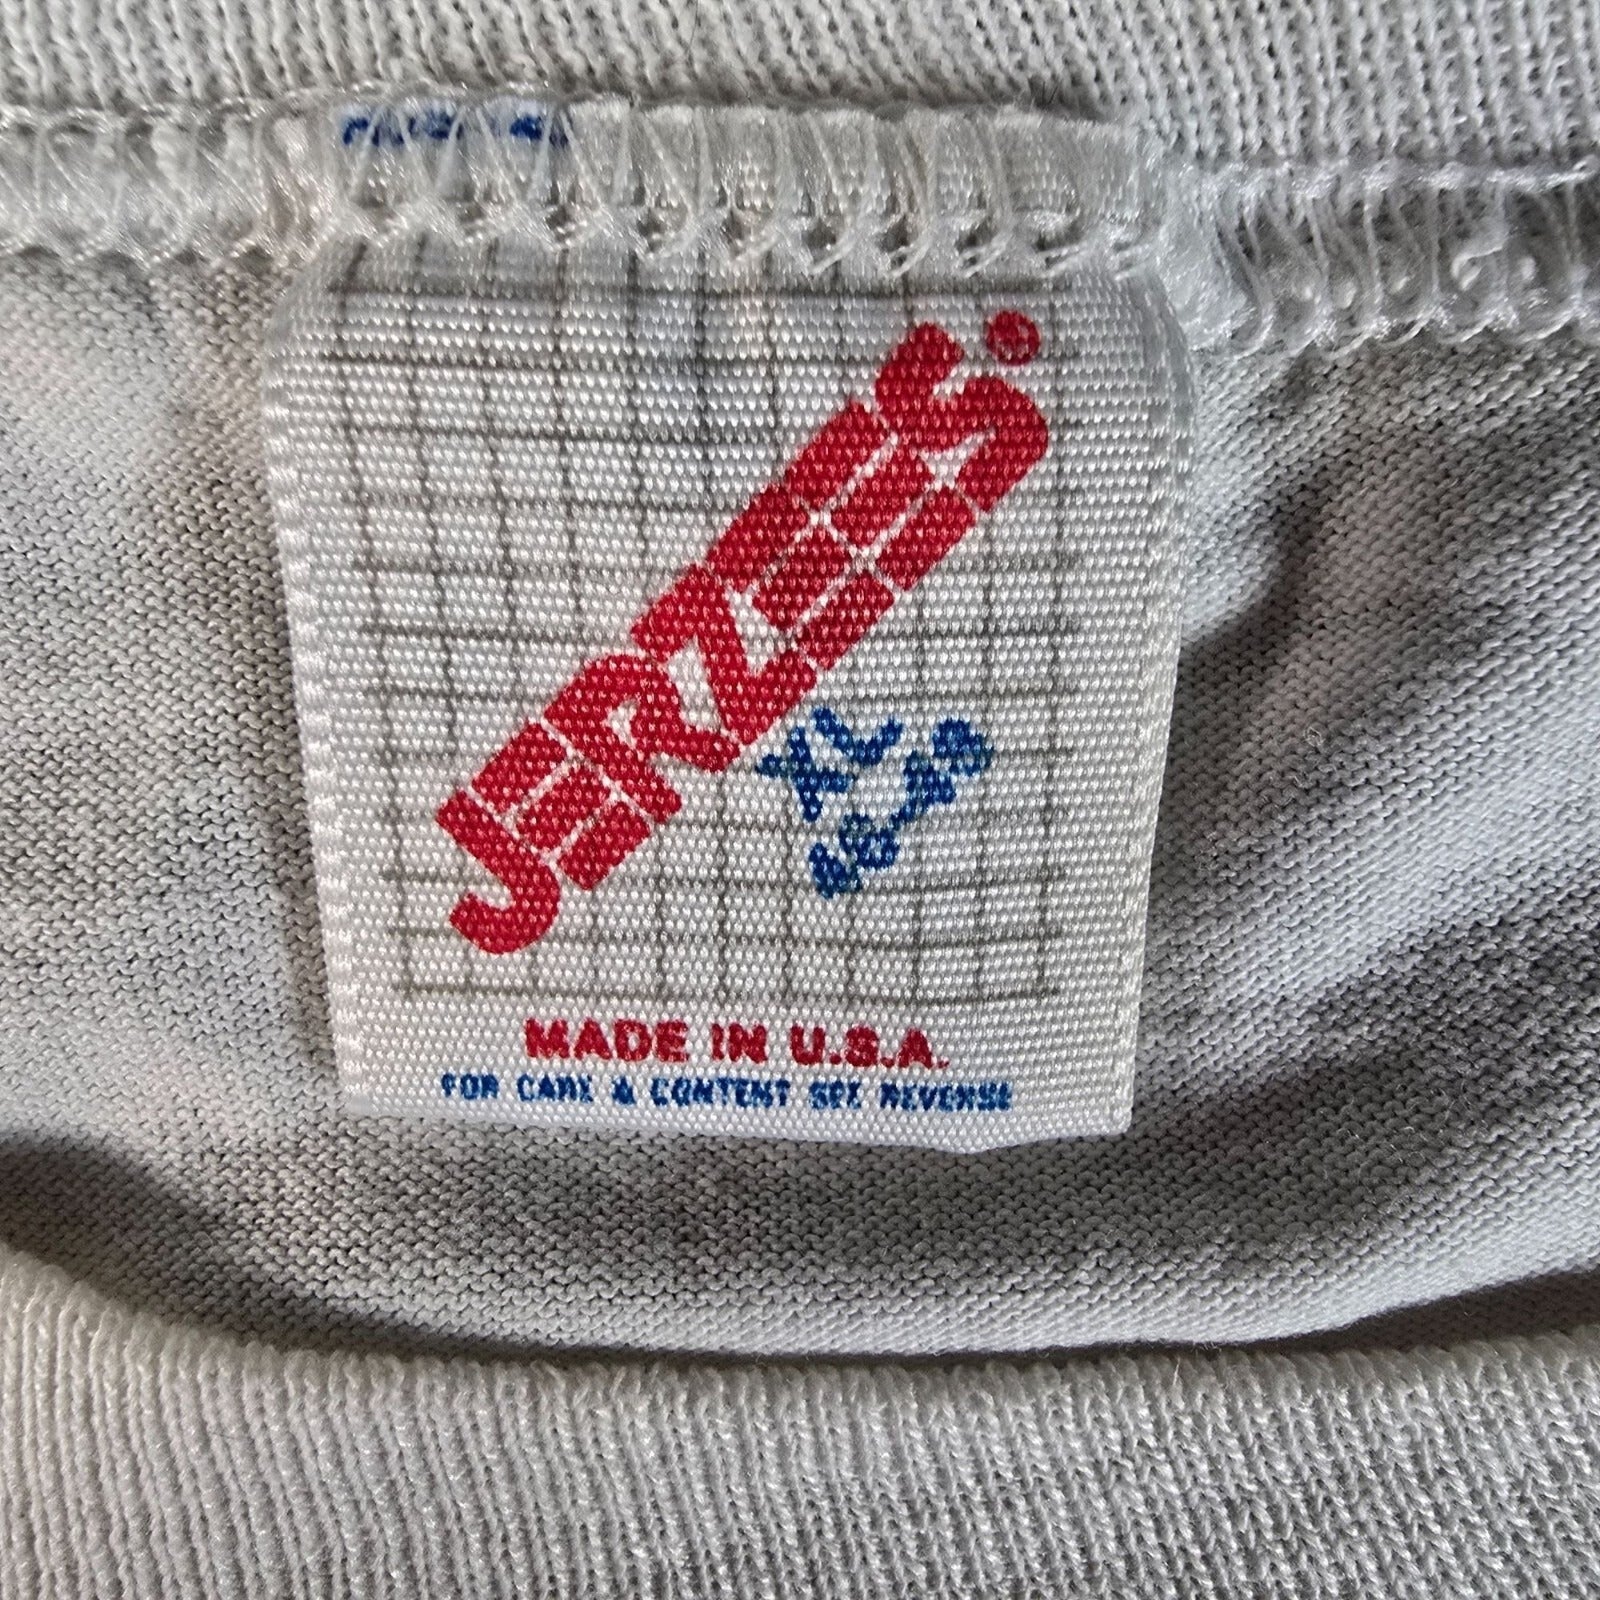 JERZEES®
XL
46-48
MADE IN U.S.A.
FOR CARE & CONTENT SEE REVERSE